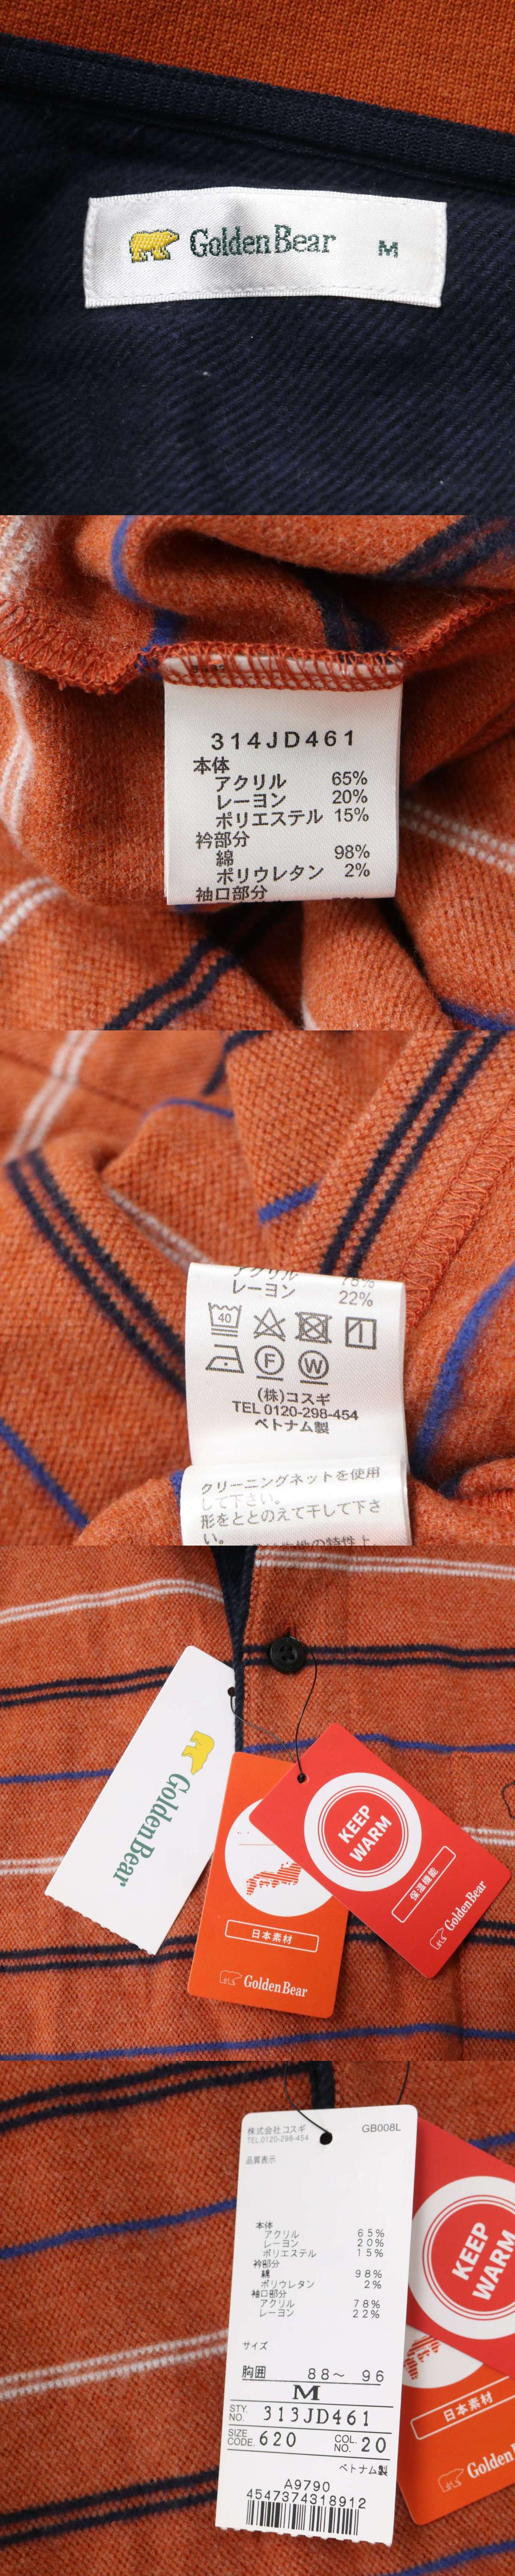 GoldenBear M
314JD461
本体
アクリル 65%
レーヨン 20%
ポリエステル 15%
衿部分
綿 98%
ポリウレタン 2%
袖口部分
アクリル 78%
レーヨン 22%
40
F W
(株)コスギ
TEL 0120-298-454
ベトナム製
クリーニングネットを使用
して下さい。
形をととのえて干して下さ
い。
GoldenBear
日本素材
GoldenBear
KEEP
WARM
保温機能
GoldenBear
株式会社コスギ
TEL.0120-298-454
GB008L
品質表示
本体
アクリル 65%
レーヨン 20%
ポリエステル 15%
衿部分
綿 98%
ポリウレタン 2%
袖口部分
アクリル 78%
レーヨン 22%
サイズ
胸囲 88～ 96
M
STY.
NO. 313JD461
SIZE
CODE. 620
COL.
NO. 20
ベトナム製
A9790
4547374318912
KEEP
WARM
日本素材
Golden